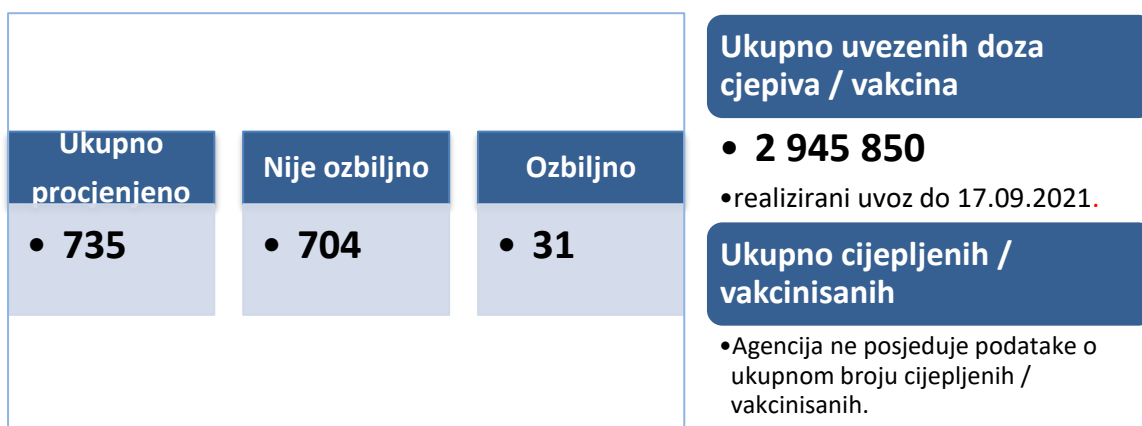 Ukupno
procjenjeno
• 735
Nije ozbiljno
• 704
Ozbiljno
• 31
Ukupno uvezenih doza
cjepiva / vakcina
• 2 945 850
•realizirani uvoz do 17.09.2021.
Ukupno cijepljenih /
vakcinisanih
•Agencija ne posjeduje podatake o
ukupnom broju cijepljenih /
vakcinisanih.